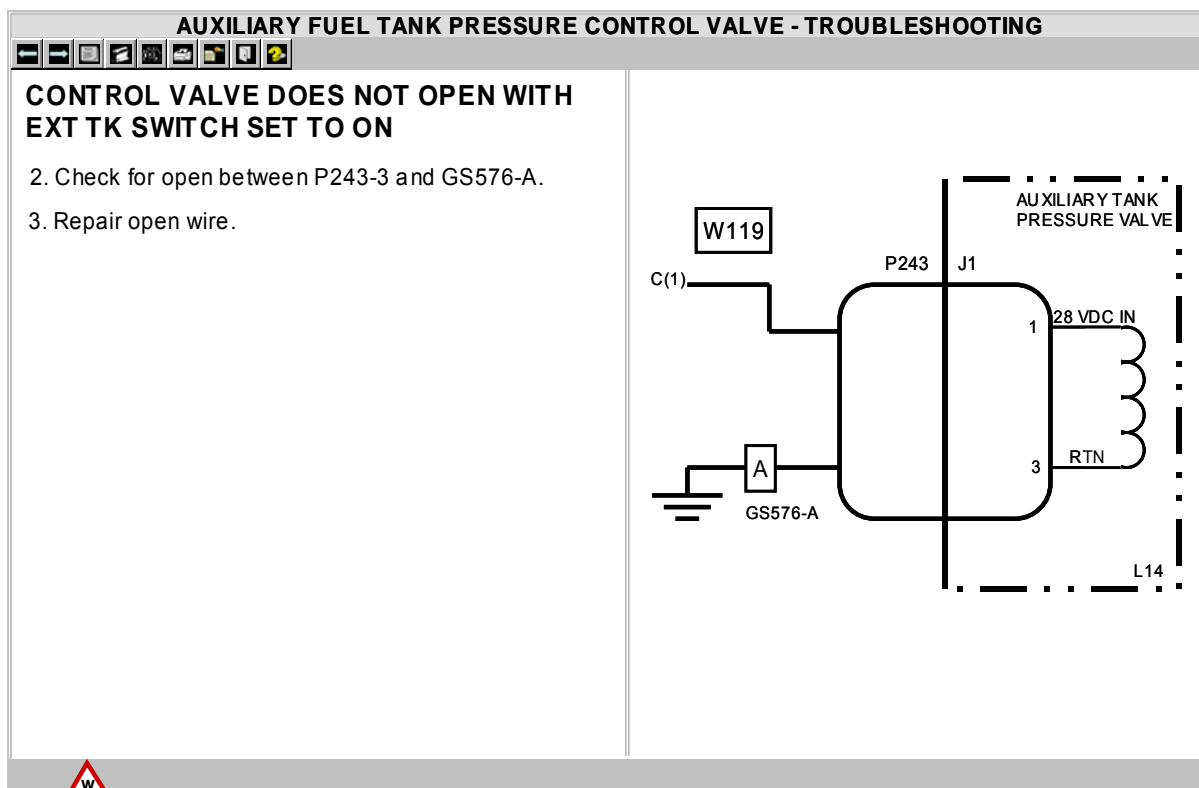 AUXILIARY FUEL TANK PRESSURE CONTROL VALVE - TROUBLESHOOTING
CONTROL VALVE DOES NOT OPEN WITH
EXT TK SWITCH SET TO ON
2. Check for open between P243-3 and GS576-A.
3. Repair open wire.
AUXILIARY TANK
PRESSURE VALVE
W119
P243
J1
C(1)
1
28 VDC IN
A
3
RTN
GS576-A
L14
W